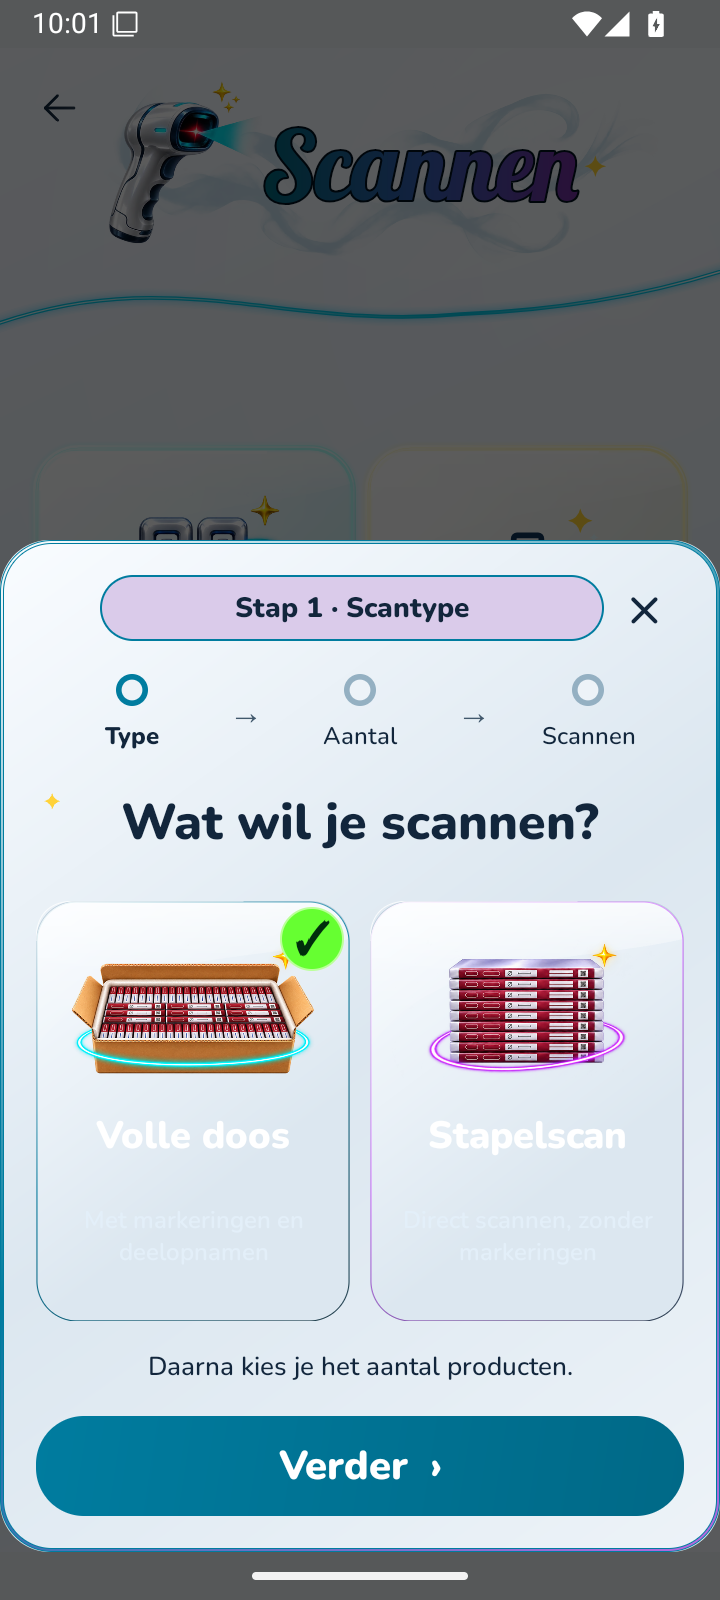 10:01
Scannen
Stap 1 · Scantype
Type
→
Aantal
→
Scannen
Wat wil je scannen?
Volle doos
Stapelscan
Met markeringen en
deelopnamen
Direct scannen, zonder
markeringen
Daarna kies je het aantal producten.
Verder ›